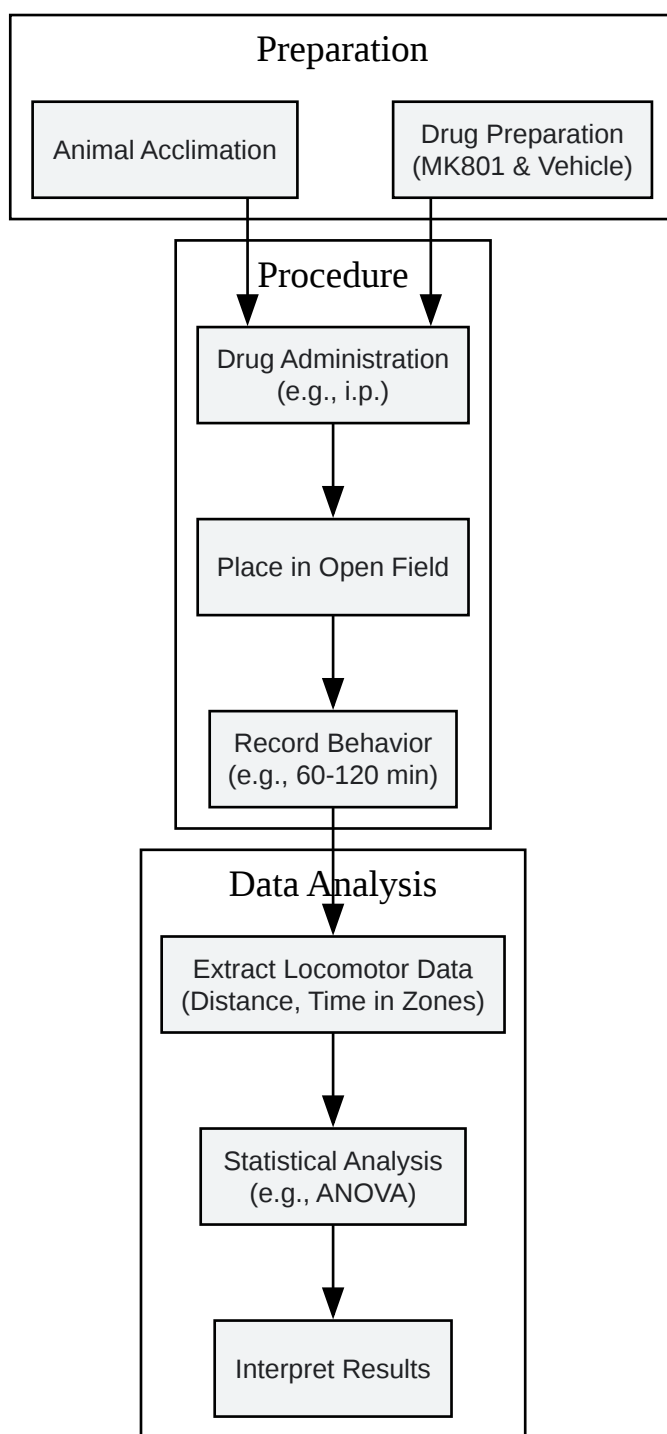 Preparation
Animal Acclimation
Drug Preparation
(MK801 & Vehicle)
Procedure
Drug Administration
(e.g., i.p.)
Place in Open Field
Record Behavior
(e.g., 60-120 min)
Data Analysis
Extract Locomotor Data
(Distance, Time in Zones)
Statistical Analysis
(e.g., ANOVA)
Interpret Results